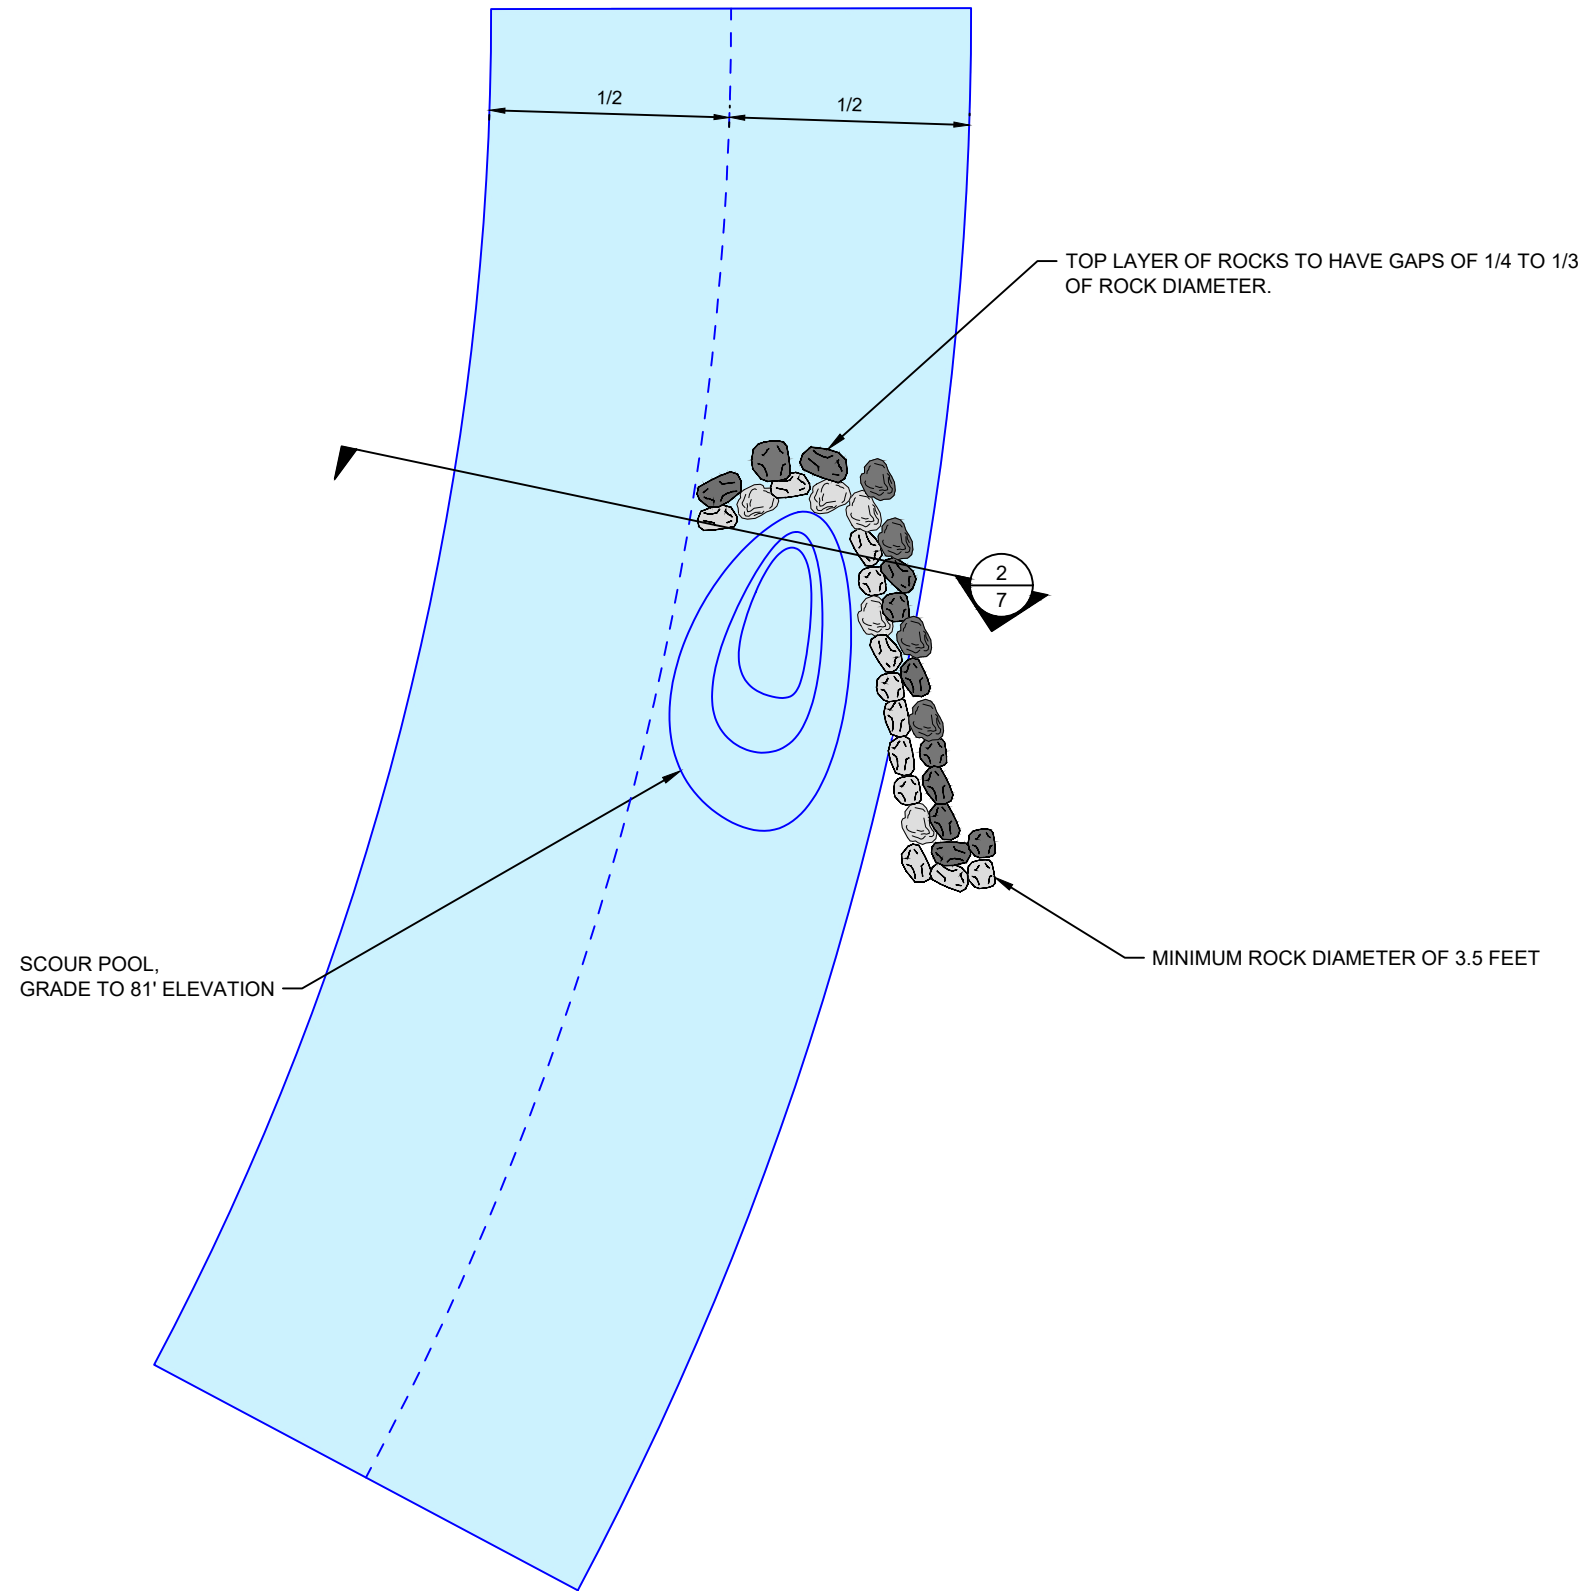 1/2
1/2
TOP LAYER OF ROCKS TO HAVE GAPS OF 1/4 TO 1/3
OF ROCK DIAMETER.
2
7
SCOUR POOL,
GRADE TO 81' ELEVATION
MINIMUM ROCK DIAMETER OF 3.5 FEET